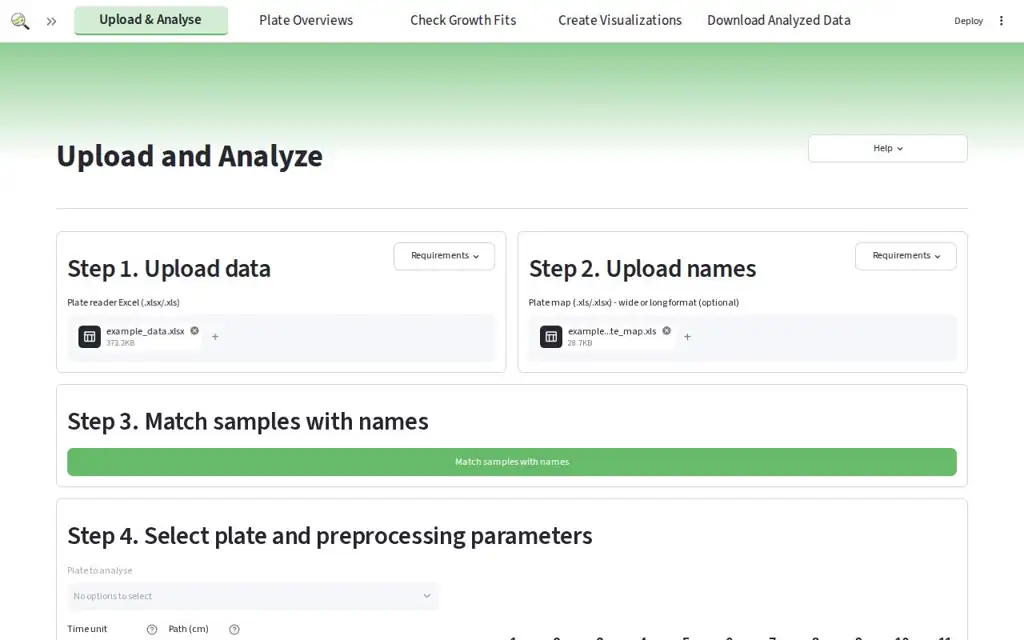 Upload & Analyse
Plate Overviews
Check Growth Fits
Create Visualizations
Download Analyzed Data
Deploy
Upload and Analyze
Help
Step 1. Upload data
Requirements
Plate reader Excel (.xlsx/.xls)
example_data.xlsx
373.2KB
Step 2. Upload names
Requirements
Plate map (.xls/.xlsx) - wide or long format (optional)
example...te_map.xls
28.7KB
Step 3. Match samples with names
Match samples with names
Step 4. Select plate and preprocessing parameters
Plate to analyse
No options to select
Time unit
Path (cm)